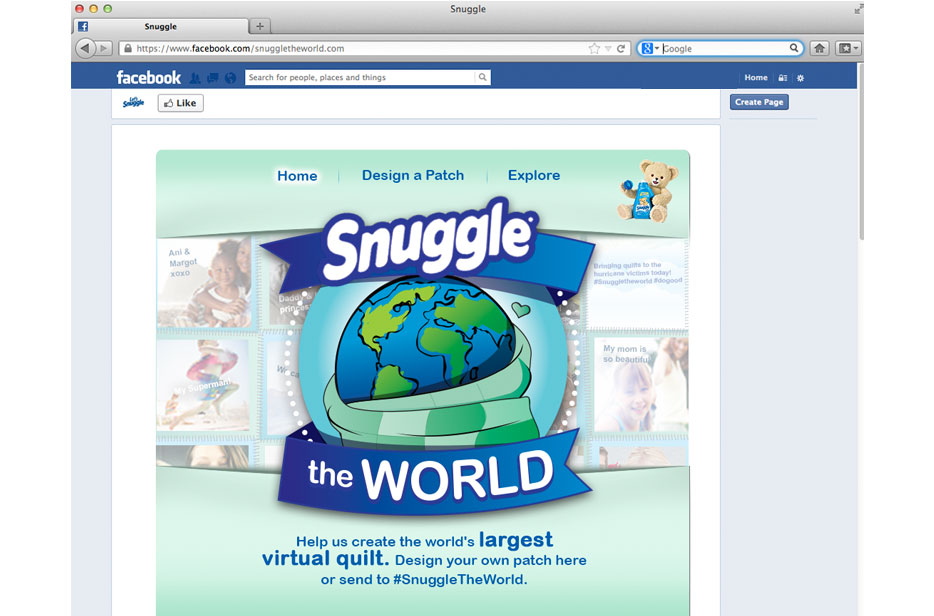 Snuggle
Snuggle
https://www.facebook.com/snuggletheworld.com
Google
facebook
Search for people, places and things
Home
Snuggle
Like
Create Page
Home
Design a Patch
Explore
Snuggle
Ani &
Margot
xoxo
Bringing quilts to the
hurricane victims today!
#Snuggletheworld #dogood
My Superman
My mom is
so beautiful
the WORLD
Help us create the world's largest
virtual quilt. Design your own patch here
or send to #SnuggleTheWorld.